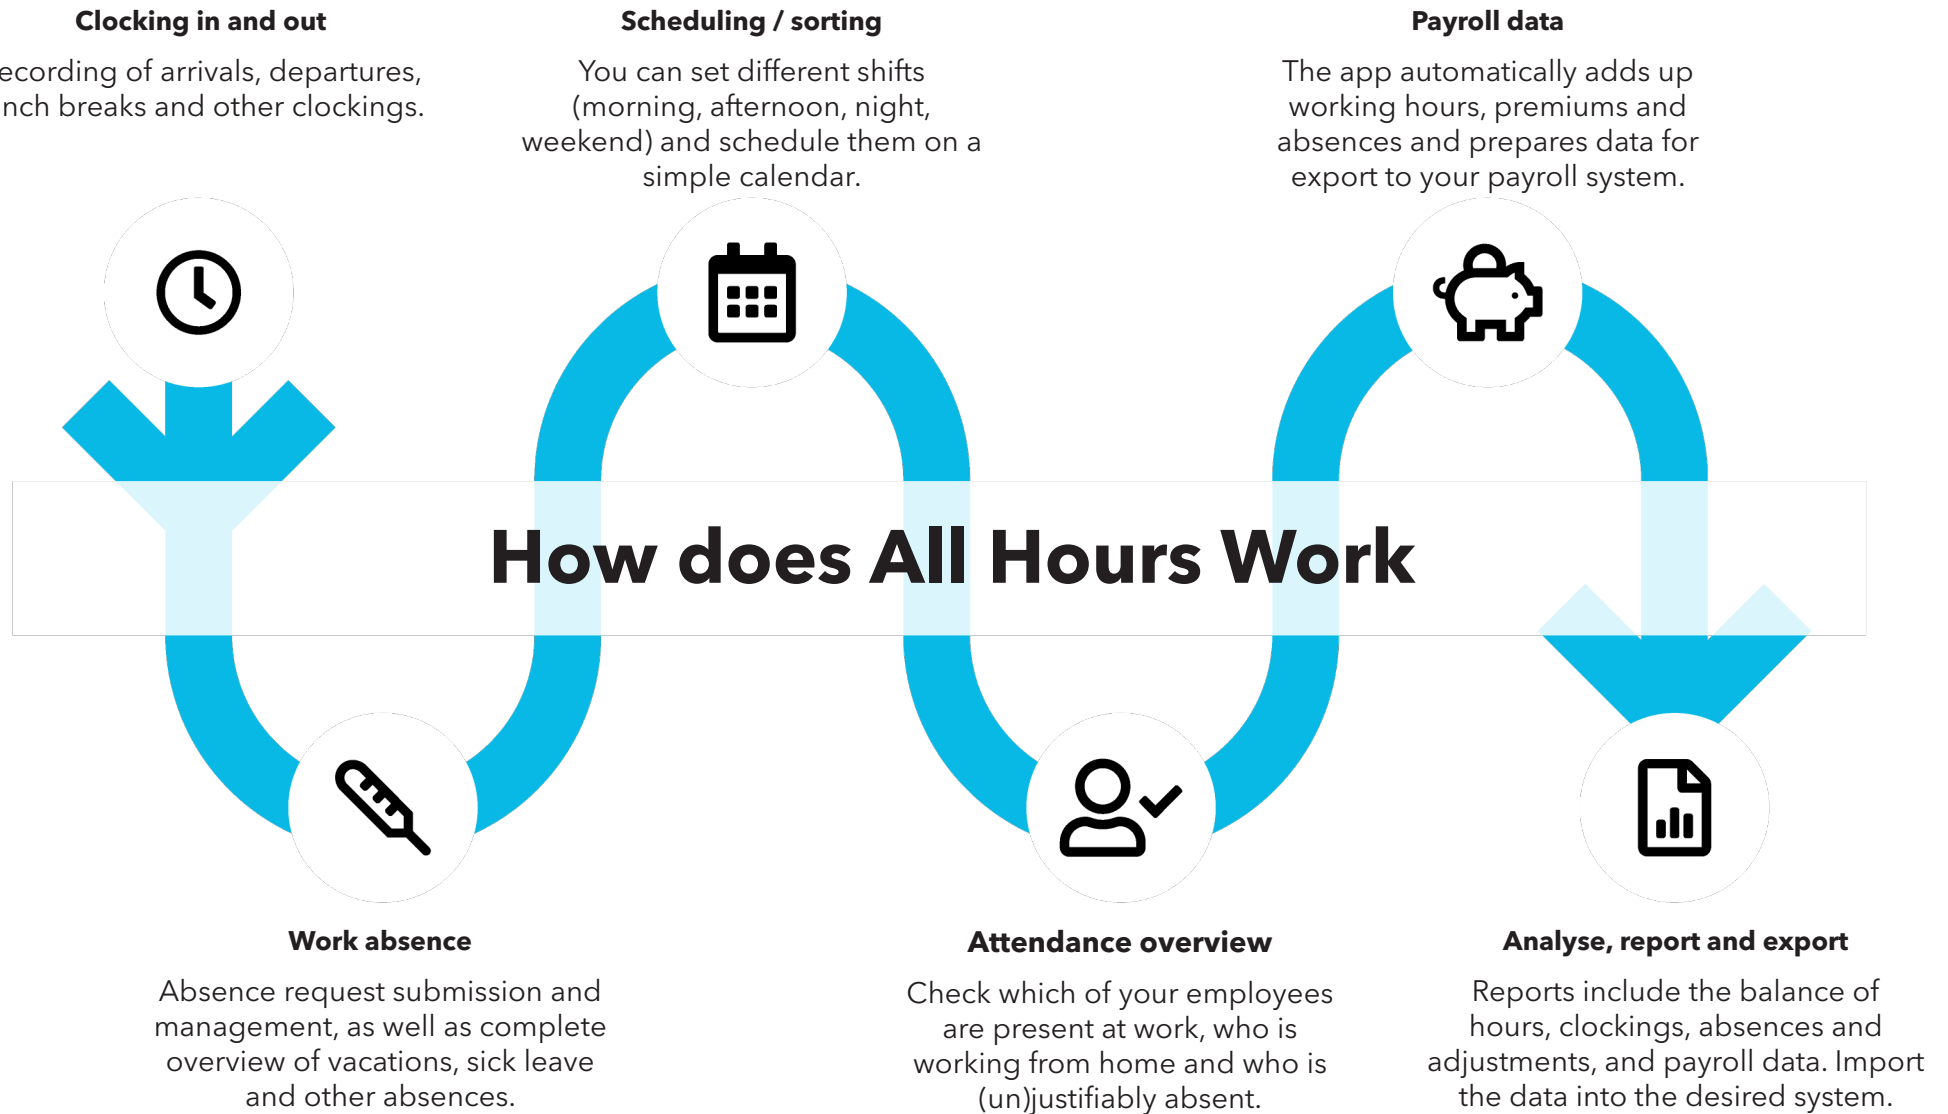 Clocking in and out
ecording of arrivals, departures,
nch breaks and other clockings.
Scheduling / sorting
You can set different shifts
(morning, afternoon, night,
weekend) and schedule them on a
simple calendar.
Payroll data
The app automatically adds up
working hours, premiums and
absences and prepares data for
export to your payroll system.
How does All Hours Work
Work absence
Absence request submission and
management, as well as complete
overview of vacations, sick leave
and other absences.
Attendance overview
Check which of your employees
are present at work, who is
working from home and who is
(un)justifiably absent.
Analyse, report and export
Reports include the balance of
hours, clockings, absences and
adjustments, and payroll data. Import
the data into the desired system.